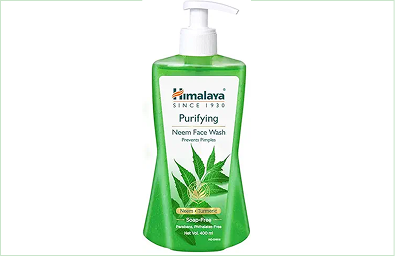 Himalaya
SINCE 1930
Purifying
Neem Face Wash
Prevents Pimples
Neem • Turmeric
Soap-Free
Parabens, Phthalates Free
Net Vol. 400 ml